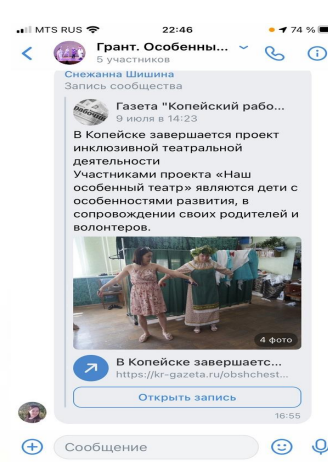 MTS RUS 22:46 74 %
Грант. Особенны...
5 участников
Снежанна Шишина
Запись сообщества
Газета "Копейский рабо...
9 июля в 14:23
В Копейске завершается проект
инклюзивной театральной
деятельности
Участниками проекта «Наш
особенный театр» являются дети с
особенностями развития, в
сопровождении своих родителей и
волонтеров.
4 фото
В Копейске завершаетс...
https://kr-gazeta.ru/obshchest...
Открыть запись
16:55
Сообщение